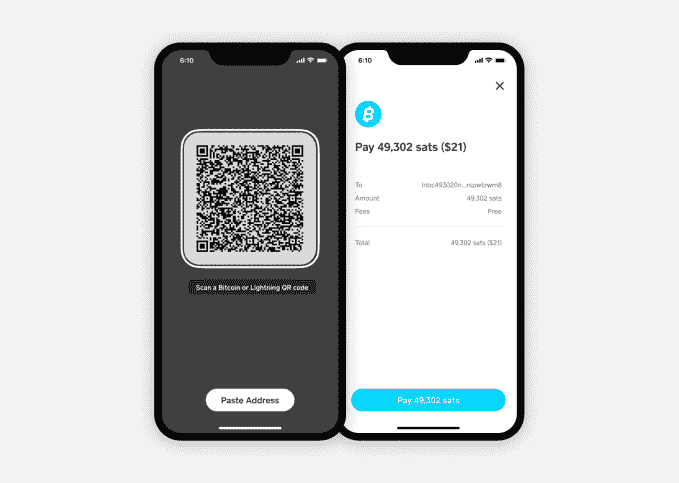 6:10
Scan a Bitcoin or Lightning QR code
Paste Address
6:10
Pay 49,302 sats ($21)
To lnbc493020n...rspwlzwm8
Amount 49,302 sats
Fees Free
Total 49,302 sats ($21)
Pay 49,302 sats